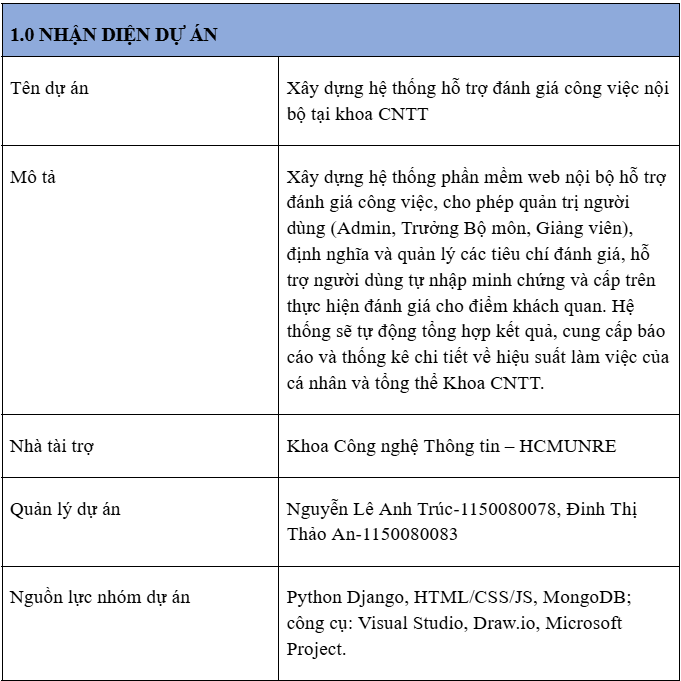 1.0 NHẬN DIỆN DỰ ÁN
Tên dự án
Xây dựng hệ thống hỗ trợ đánh giá công việc nội
bộ tại khoa CNTT
Mô tả
Xây dựng hệ thống phần mềm web nội bộ hỗ trợ
đánh giá công việc, cho phép quản trị người
dùng (Admin, Trưởng Bộ môn, Giảng viên),
định nghĩa và quản lý các tiêu chí đánh giá, hỗ
trợ người dùng tự nhập minh chứng và cấp trên
thực hiện đánh giá cho điểm khách quan. Hệ
thống sẽ tự động tổng hợp kết quả, cung cấp báo
cáo và thống kê chi tiết về hiệu suất làm việc của
cá nhân và tổng thể Khoa CNTT.
Nhà tài trợ
Khoa Công nghệ Thông tin – HCMUNRE
Quản lý dự án
Nguyễn Lê Anh Trúc-1150080078, Đinh Thị
Thảo An-1150080083
Nguồn lực nhóm dự án
Python Django, HTML/CSS/JS, MongoDB;
công cụ: Visual Studio, Draw.io, Microsoft
Project.